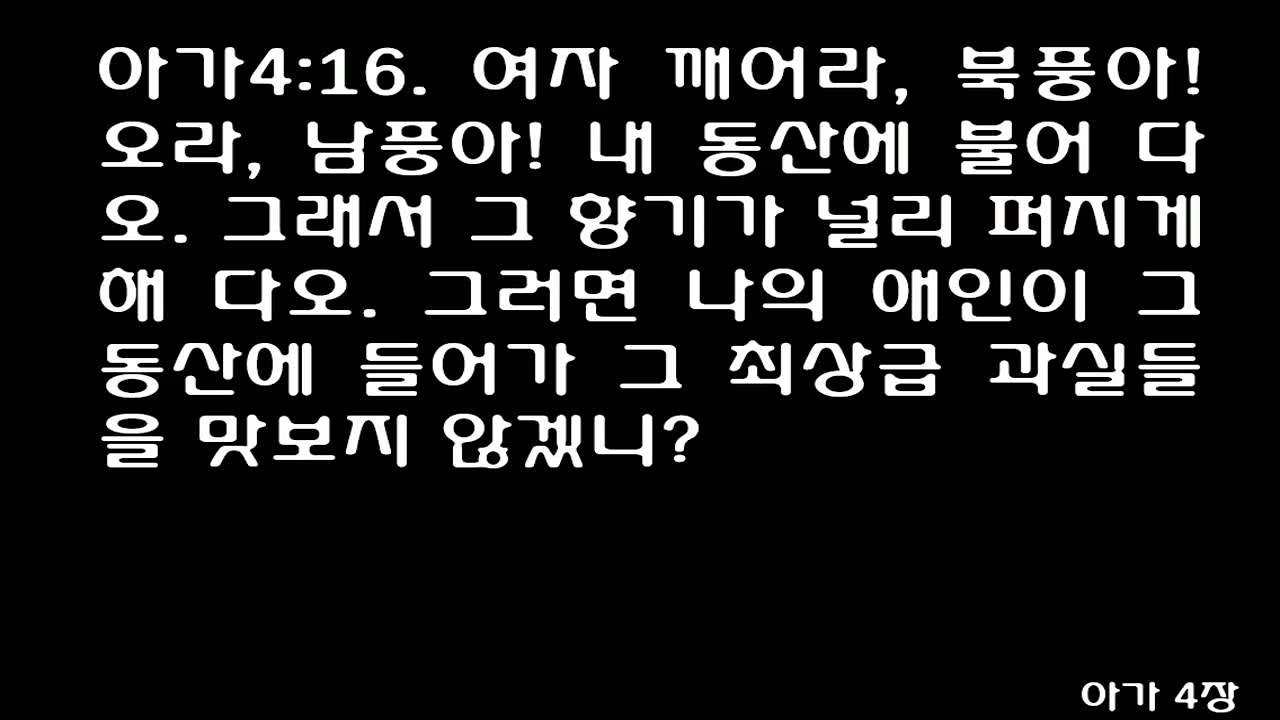 아가4:16. 여자 깨어라, 북풍아!
오라, 남풍아! 내 동산에 불어 다
오. 그래서 그 향기가 널리 퍼지게
해 다오. 그러면 나의 애인이 그
동산에 들어가 그 최상급 과실들
을 맛보지 않겠니?
아가 4장